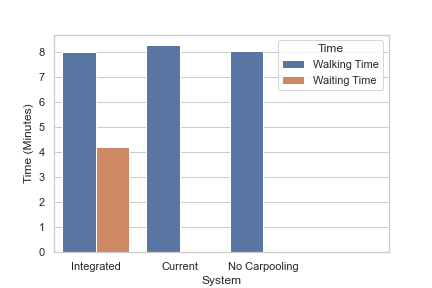 Time
Walking Time
Waiting Time
Time (Minutes)
8
7
6
5
4
3
2
1
0
Integrated Current No Carpooling
System